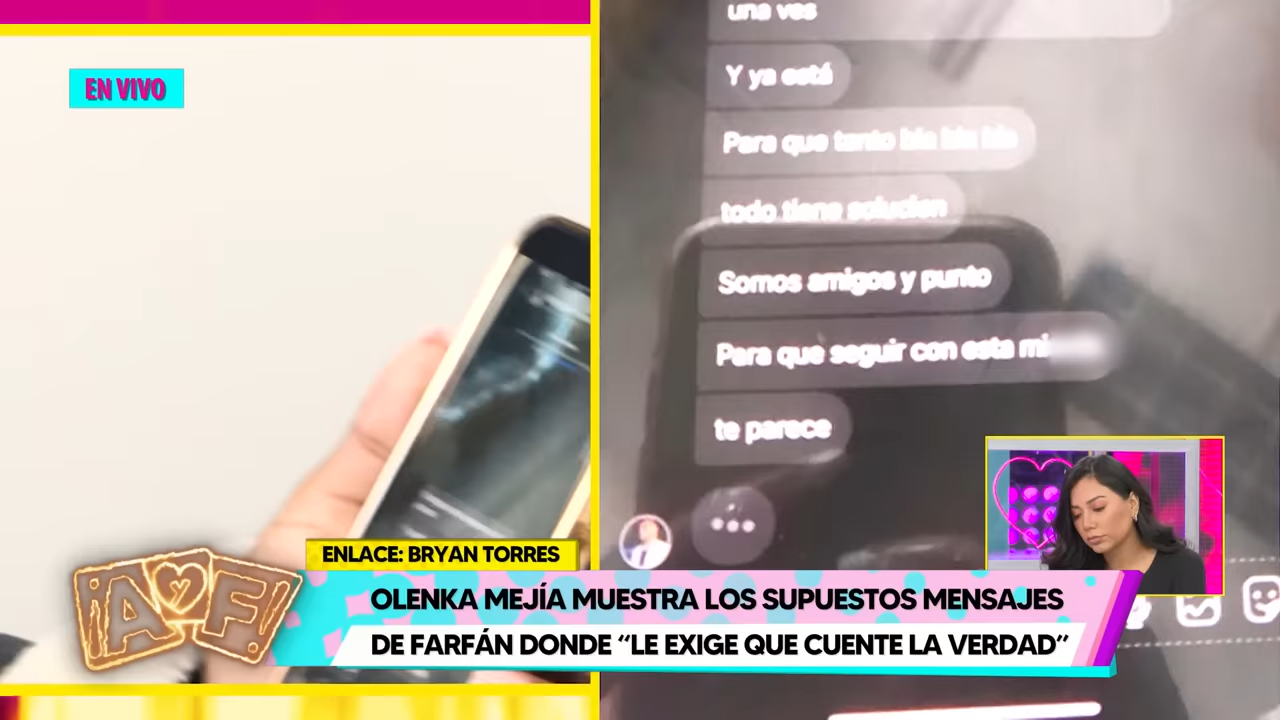 EN VIVO
una ves
Y ya está
Para que tanto bla bla bla
todo tiene solucion
Somos amigos y punto
Para que seguir con esta mi
te parece
ENLACE: BRYAN TORRES
¡A F!
OLENKA MEJÍA MUESTRA LOS SUPUESTOS MENSAJES
DE FARFÁN DONDE “LE EXIGE QUE CUENTE LA VERDAD”